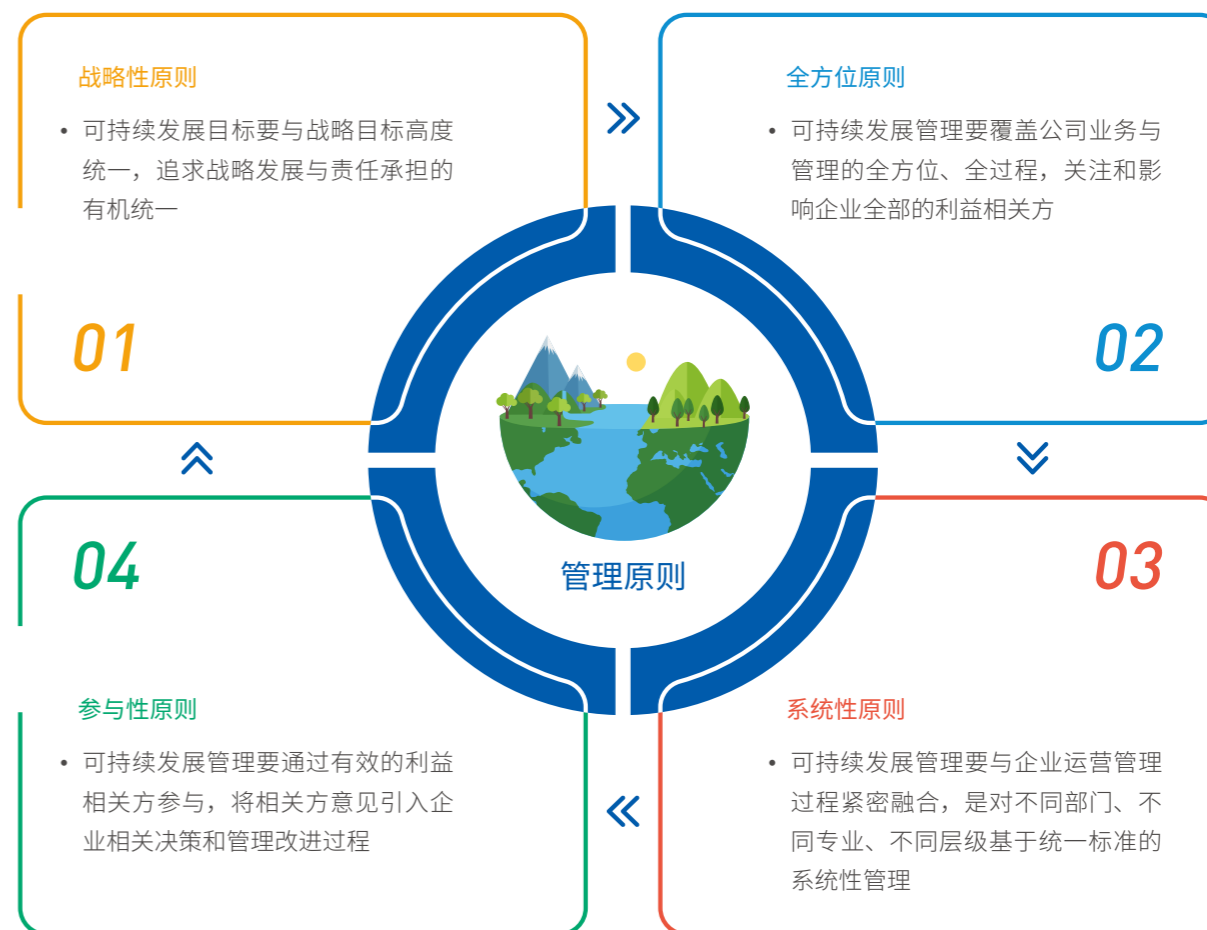 战略性原则
• 可持续发展目标要与战略目标高度
统一，追求战略发展与责任承担的
有机统一
01
全方位原则
• 可持续发展管理要覆盖公司业务与
管理的全方位、全过程，关注和影
响企业全部的利益相关方
02
管理原则
03
系统性原则
• 可持续发展管理要与企业运营管理
过程紧密融合，是对不同部门、不
同专业、不同层级基于统一标准的
系统性管理
04
参与性原则
• 可持续发展管理要通过有效的利益
相关方参与，将相关方意见引入企
业相关决策和管理改进过程